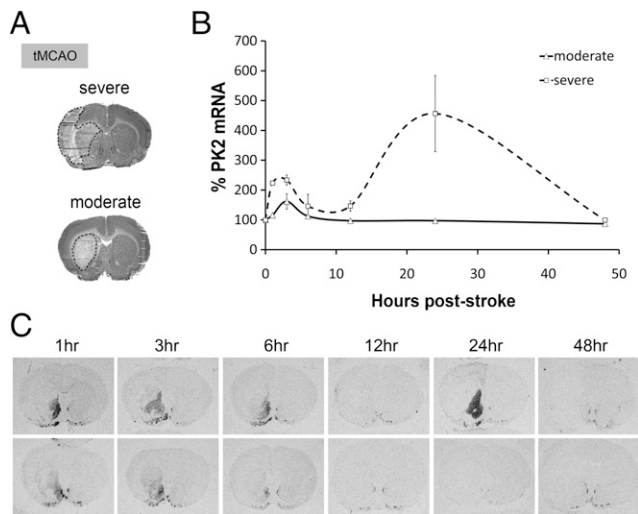 A
tMCAO
severe
moderate
B
700
600
500
400
300
200
100
0
% PK2 mRNA
moderate
severe
0 10 20 30 40 50
Hours post-stroke
C
1hr 3hr 6hr 12hr 24hr 48hr